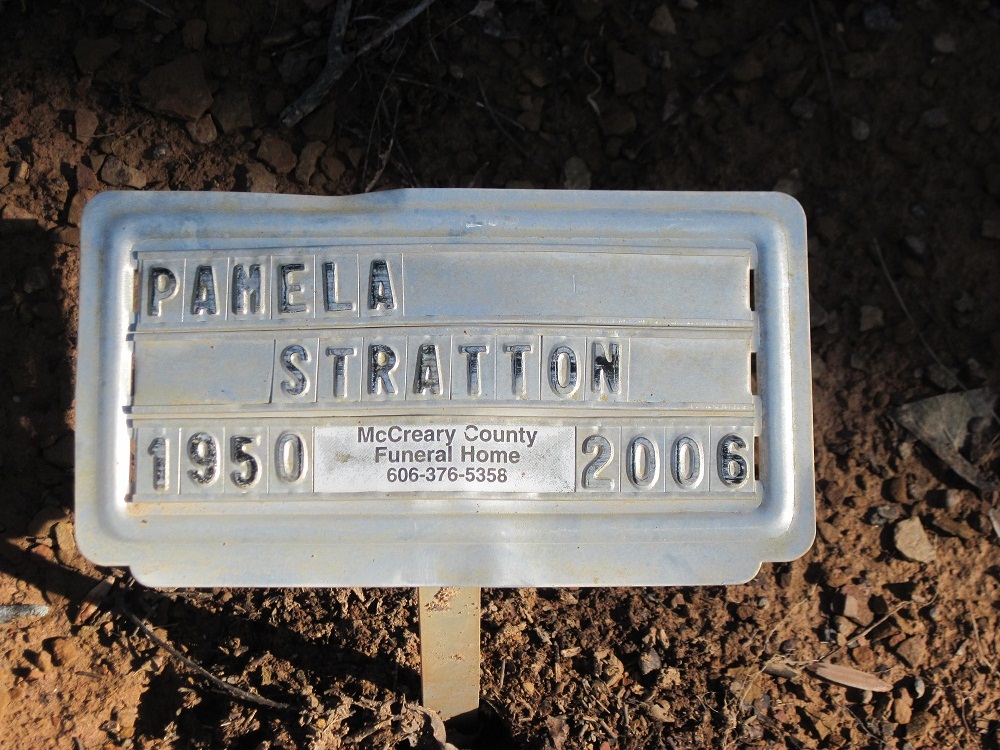 PAMELA
STRATTON
1950 McCreary County Funeral Home 606-376-5358 2006